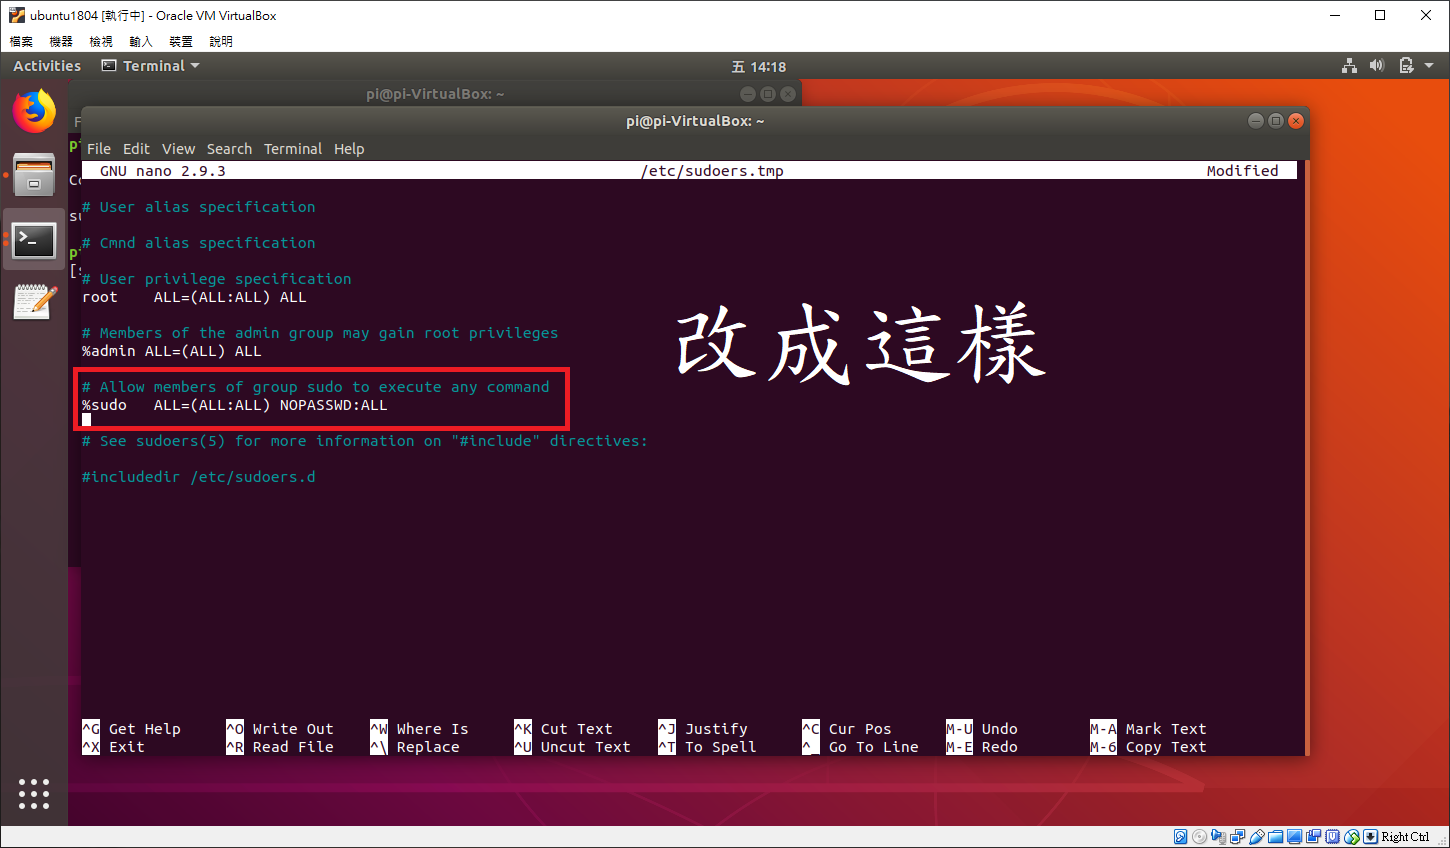 ubuntu1804 [執行中] - Oracle VM VirtualBox
檔案 機器 檢視 輸入 裝置 說明
Activities Terminal 五 14:18
pi@pi-VirtualBox: ~
pi@pi-VirtualBox: ~
File Edit View Search Terminal Help
GNU nano 2.9.3 /etc/sudoers.tmp Modified
# User alias specification
# Cmnd alias specification
# User privilege specification
root ALL=(ALL:ALL) ALL
# Members of the admin group may gain root privileges
%admin ALL=(ALL) ALL
改成這樣
# Allow members of group sudo to execute any command
%sudo ALL=(ALL:ALL) NOPASSWD:ALL
# See sudoers(5) for more information on "#include" directives:
#includedir /etc/sudoers.d
^G Get Help ^O Write Out ^W Where Is ^K Cut Text ^J Justify ^C Cur Pos M-U Undo M-A Mark Text
^X Exit ^R Read File ^\ Replace ^U Uncut Text ^T To Spell ^_ Go To Line M-E Redo M-6 Copy Text
Right Ctrl